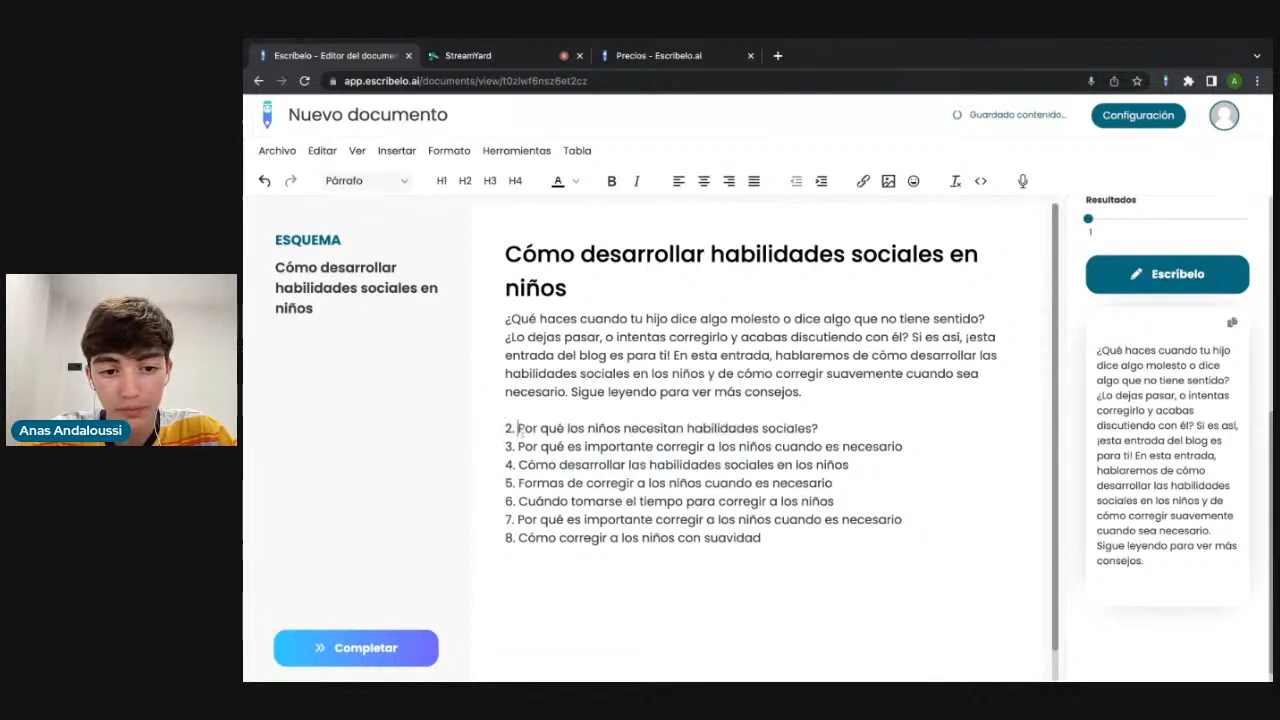 Escríbelo - Editor del documen
StreamYard
Precios - Escribelo.ai
app.escribelo.ai/documents/view/t0zlwf6nsz6et2cz
A
Nuevo documento
Guardado contenido...
Configuración
Archivo Editar Ver Insertar Formato Herramientas Tabla
Párrafo H1 H2 H3 H4 A B I
ESQUEMA
Cómo desarrollar
habilidades sociales en
niños
Completar
Cómo desarrollar habilidades sociales en
niños
¿Qué haces cuando tu hijo dice algo molesto o dice algo que no tiene sentido?
¿Lo dejas pasar, o intentas corregirlo y acabas discutiendo con él? Si es así, ¡esta
entrada del blog es para ti! En esta entrada, hablaremos de cómo desarrollar las
habilidades sociales en los niños y de cómo corregir suavemente cuando sea
necesario. Sigue leyendo para ver más consejos.
2. Por qué los niños necesitan habilidades sociales?
3. Por qué es importante corregir a los niños cuando es necesario
4. Cómo desarrollar las habilidades sociales en los niños
5. Formas de corregir a los niños cuando es necesario
6. Cuándo tomarse el tiempo para corregir a los niños
7. Por qué es importante corregir a los niños cuando es necesario
8. Cómo corregir a los niños con suavidad
Resultados
1
Escríbelo
¿Qué haces cuando tu hijo
dice algo molesto o dice
algo que no tiene sentido?
¿Lo dejas pasar, o intentas
corregirlo y acabas
discutiendo con él? Si es así,
¡esta entrada del blog es
para ti! En esta entrada,
hablaremos de cómo
desarrollar las habilidades
sociales en los niños y de
cómo corregir suavemente
cuando sea necesario.
Sigue leyendo para ver más
consejos.
Anas Andaloussi